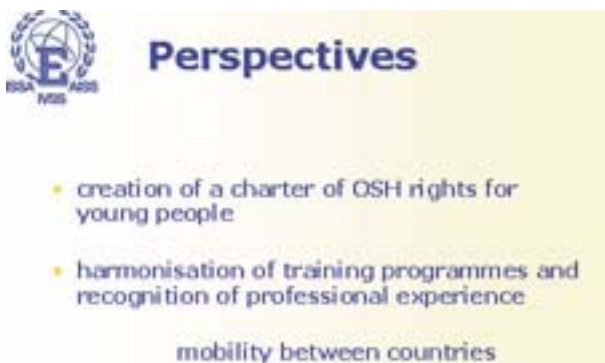 E
ISSA AISS
IVSS
Perspectives
creation of a charter of OSH rights for
young people
harmonisation of training programmes and
recognition of professional experience
mobility between countries